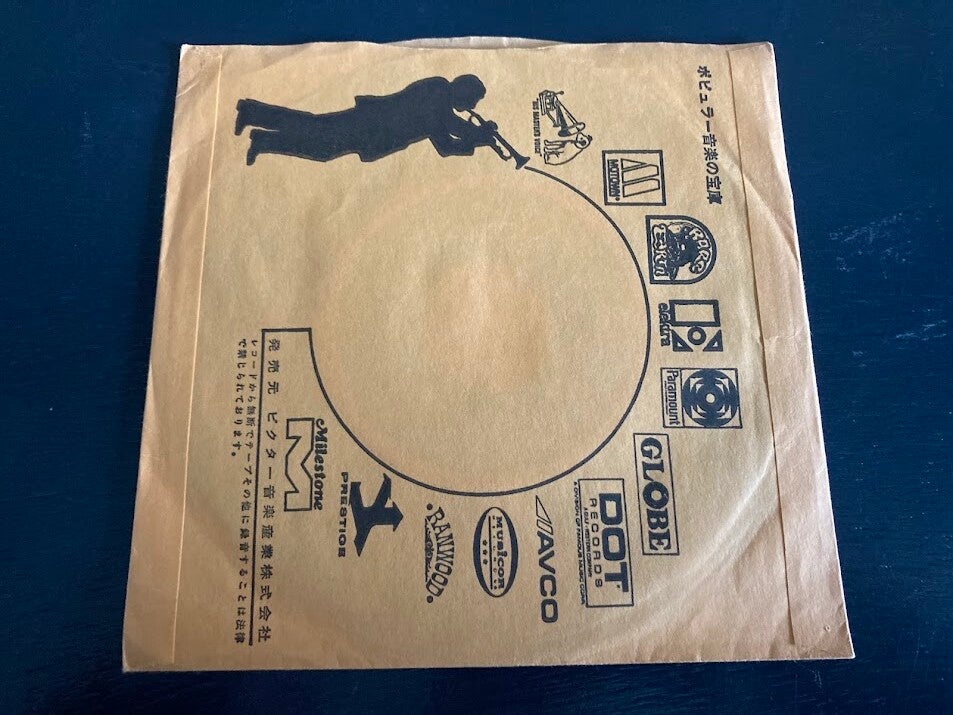 ポピュラー音楽の宝庫
HIS MASTER'S VOICE
MOTOWN
RARE EARTH
elektra
Paramount
GLOBE
DOT
RECORDS
AVCO
Musicor
RANWOOD
PRESTIGE
Milestone
発売元 ビクター音楽産業株式会社
レコードから無断でテープその他に録音することは法律
で禁じられております。